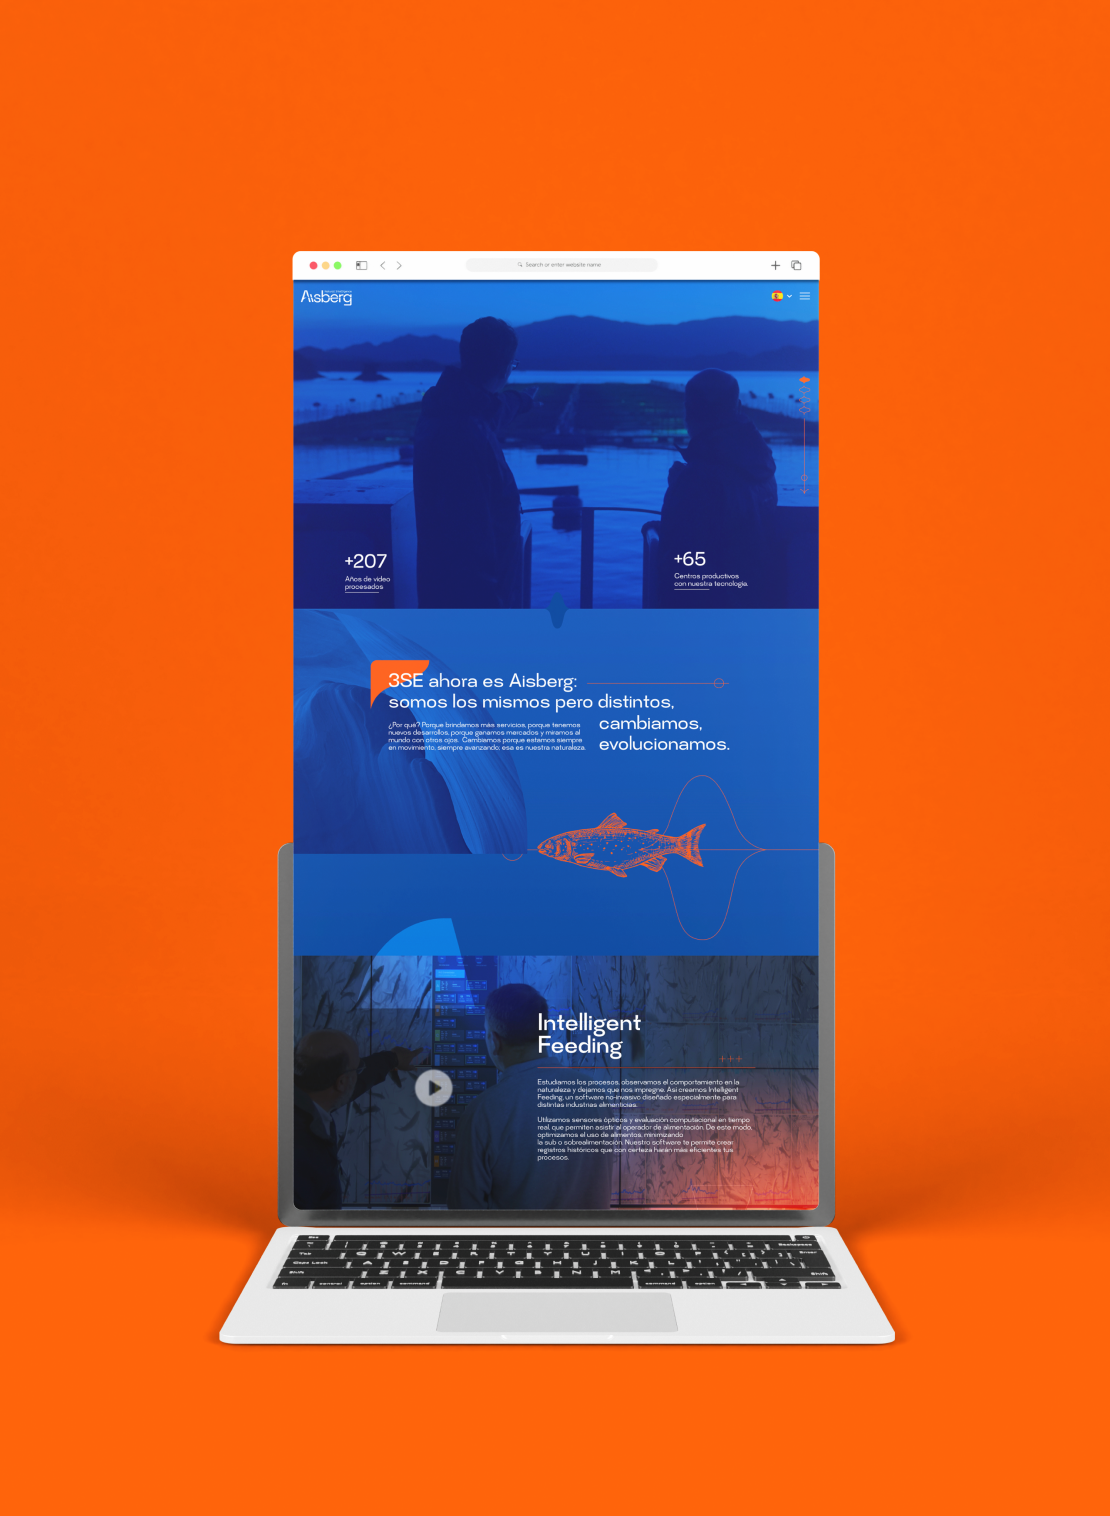 Search or enter website name
Aisberg
+207
Años de video
procesados
+65
Centros productivos
con nuestra tecnología.
3SE ahora es Aisberg:
somos los mismos pero distintos,
cambiamos,
evolucionamos.
¿Por qué? Porque brindamos más servicios, porque tenemos
nuevos desarrollos, porque ganamos mercados y miramos al
mundo con otros ojos. Cambiamos porque estamos siempre
en movimiento, siempre avanzando; esa es nuestra naturaleza.
Intelligent
Feeding
Estudiamos los procesos, observamos el comportamiento en la
naturaleza y dejamos que nos impregne. Así creamos Intelligent
Feeding, un software no-invasivo diseñado especialmente para
distintas industrias alimenticias.
Utilizamos sensores ópticos y evaluación computacional en tiempo
real, que permiten asistir al operador de alimentación. De este modo,
optimizamos el uso de alimentos, minimizando
la sub o sobrealimentación. Nuestro software te permite crear
registros históricos que con certeza harán más eficientes tus
procesos.